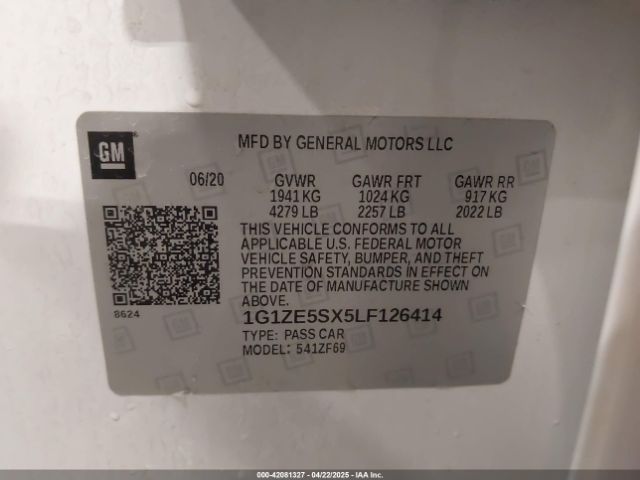 GM
MFD BY GENERAL MOTORS LLC
06/20 GVWR GAWR FRT GAWR RR
1941 KG 1024 KG 917 KG
4279 LB 2257 LB 2022 LB
THIS VEHICLE CONFORMS TO ALL
APPLICABLE U.S. FEDERAL MOTOR
VEHICLE SAFETY, BUMPER, AND THEFT
PREVENTION STANDARDS IN EFFECT ON
THE DATE OF MANUFACTURE SHOWN
ABOVE.
8624
1G1ZE5SX5LF126414
TYPE: PASS CAR
MODEL: 541ZF69
000-42081327 - 04/22/2025 - IAA Inc.